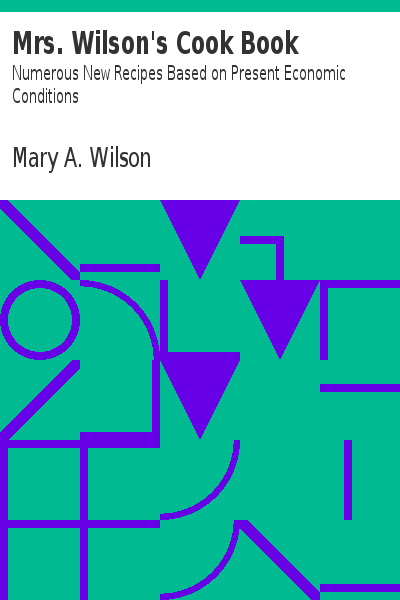 Mrs. Wilson's Cook Book
Numerous New Recipes Based on Present Economic
Conditions
Mary A. Wilson